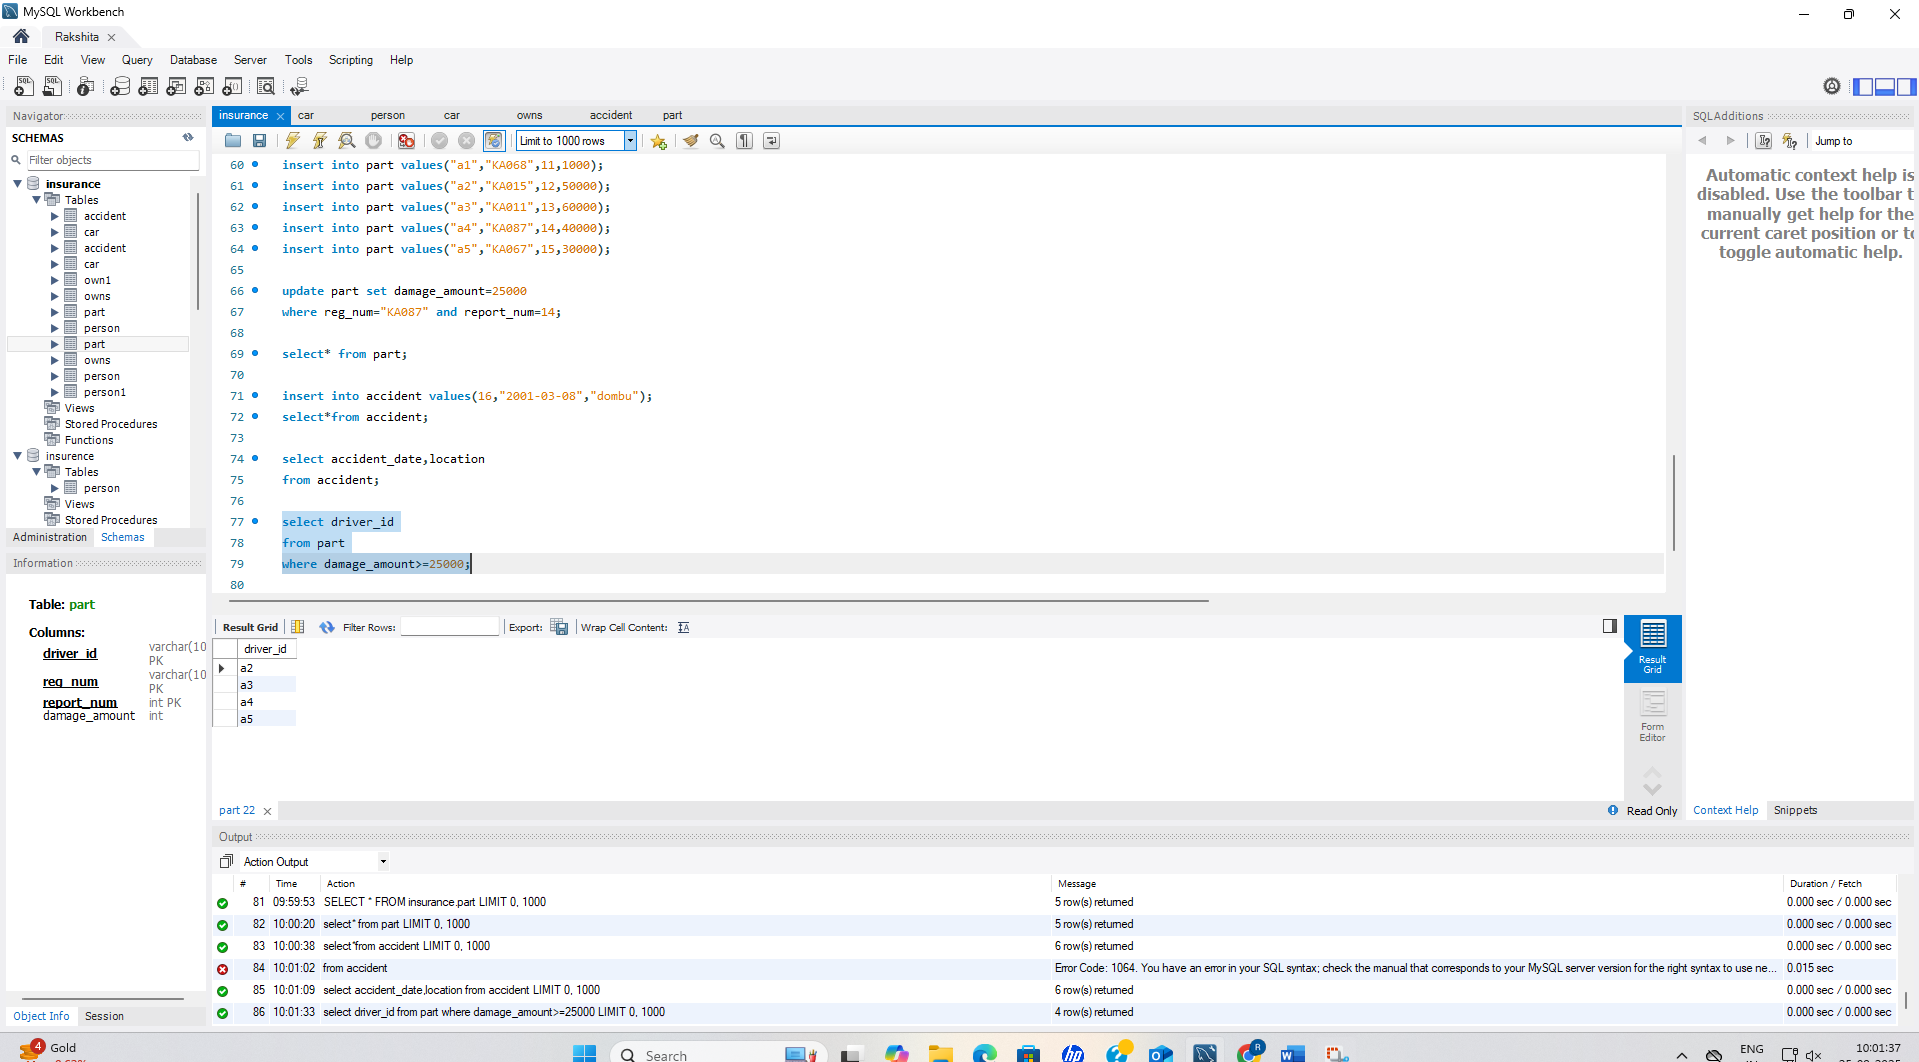 MySQL Workbench
Rakshita
File Edit View Query Database Server Tools Scripting Help
Navigator
SCHEMAS
Filter objects
insurance
Tables
accident
car
accident
car
own1
owns
part
person
part
owns
person
person1
Views
Stored Procedures
Functions
insurence
Tables
person
Views
Stored Procedures
Administration Schemas
Information
Table: part
Columns:
driver_id varchar(10
PK
reg_num varchar(10
PK
report_num int PK
damage_amount int
Object Info Session
insurance car person car owns accident part
Limit to 1000 rows
60 insert into part values("a1","KA068",11,1000);
61 insert into part values("a2","KA015",12,50000);
62 insert into part values("a3","KA011",13,60000);
63 insert into part values("a4","KA087",14,40000);
64 insert into part values("a5","KA067",15,30000);
65
66 update part set damage_amount=25000
67 where reg_num="KA087" and report_num=14;
68
69 select* from part;
70
71 insert into accident values(16,"2001-03-08","dombu");
72 select*from accident;
73
74 select accident_date,location
75 from accident;
76
77 select driver_id
78 from part
79 where damage_amount>=25000;
80
Result Grid Filter Rows: Export: Wrap Cell Content:
driver_id
a2
a3
a4
a5
Result
Grid
Form
Editor
part 22
Read Only
SQLAdditions
Jump to
Automatic context help is
disabled. Use the toolbar t
manually get help for the
current caret position or to
toggle automatic help.
Context Help Snippets
Output
Action Output
# Time Action Message Duration / Fetch
81 09:59:53 SELECT * FROM insurance.part LIMIT 0, 1000 5 row(s) returned 0.000 sec / 0.000 sec
82 10:00:20 select* from part LIMIT 0, 1000 5 row(s) returned 0.000 sec / 0.000 sec
83 10:00:38 select*from accident LIMIT 0, 1000 6 row(s) returned 0.000 sec / 0.000 sec
84 10:01:02 from accident Error Code: 1064. You have an error in your SQL syntax; check the manual that corresponds to your MySQL server version for the right syntax to use ne... 0.015 sec
85 10:01:09 select accident_date,location from accident LIMIT 0, 1000 6 row(s) returned 0.000 sec / 0.000 sec
86 10:01:33 select driver_id from part where damage_amount>=25000 LIMIT 0, 1000 4 row(s) returned 0.000 sec / 0.000 sec
4 Gold
Search
ENG
10:01:37